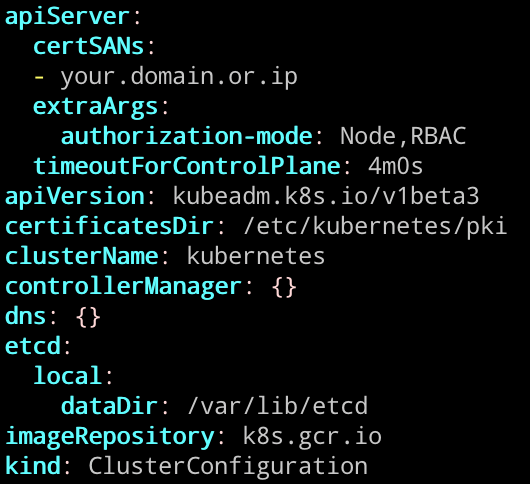 apiServer:
  certSANs:
  - your.domain.or.ip
  extraArgs:
    authorization-mode: Node,RBAC
  timeoutForControlPlane: 4m0s
apiVersion: kubeadm.k8s.io/v1beta3
certificatesDir: /etc/kubernetes/pki
clusterName: kubernetes
controllerManager: {}
dns: {}
etcd:
  local:
    dataDir: /var/lib/etcd
imageRepository: k8s.gcr.io
kind: ClusterConfiguration